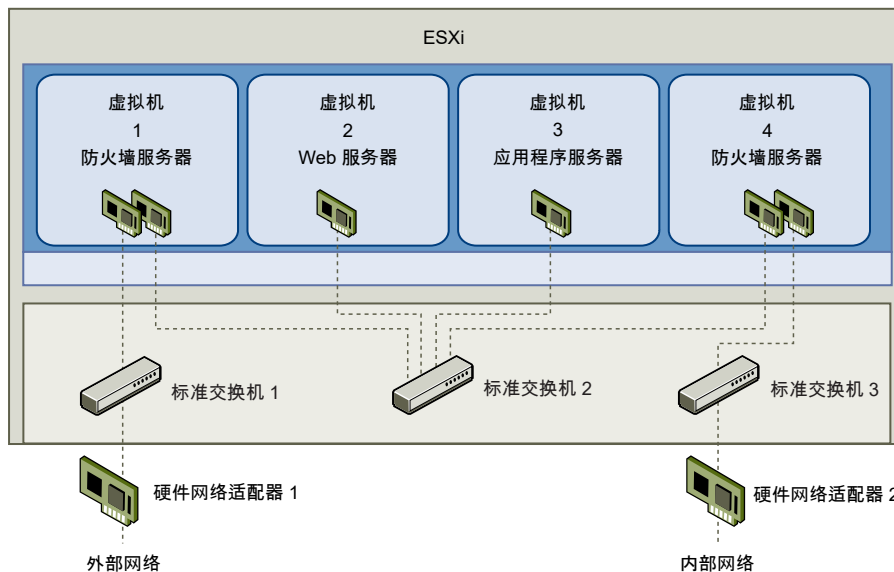 ESXi
虚拟机
1
防火墙服务器
虚拟机
2
Web 服务器
虚拟机
3
应用程序服务器
虚拟机
4
防火墙服务器
标准交换机 1
标准交换机 2
标准交换机 3
硬件网络适配器 1
硬件网络适配器 2
外部网络
内部网络